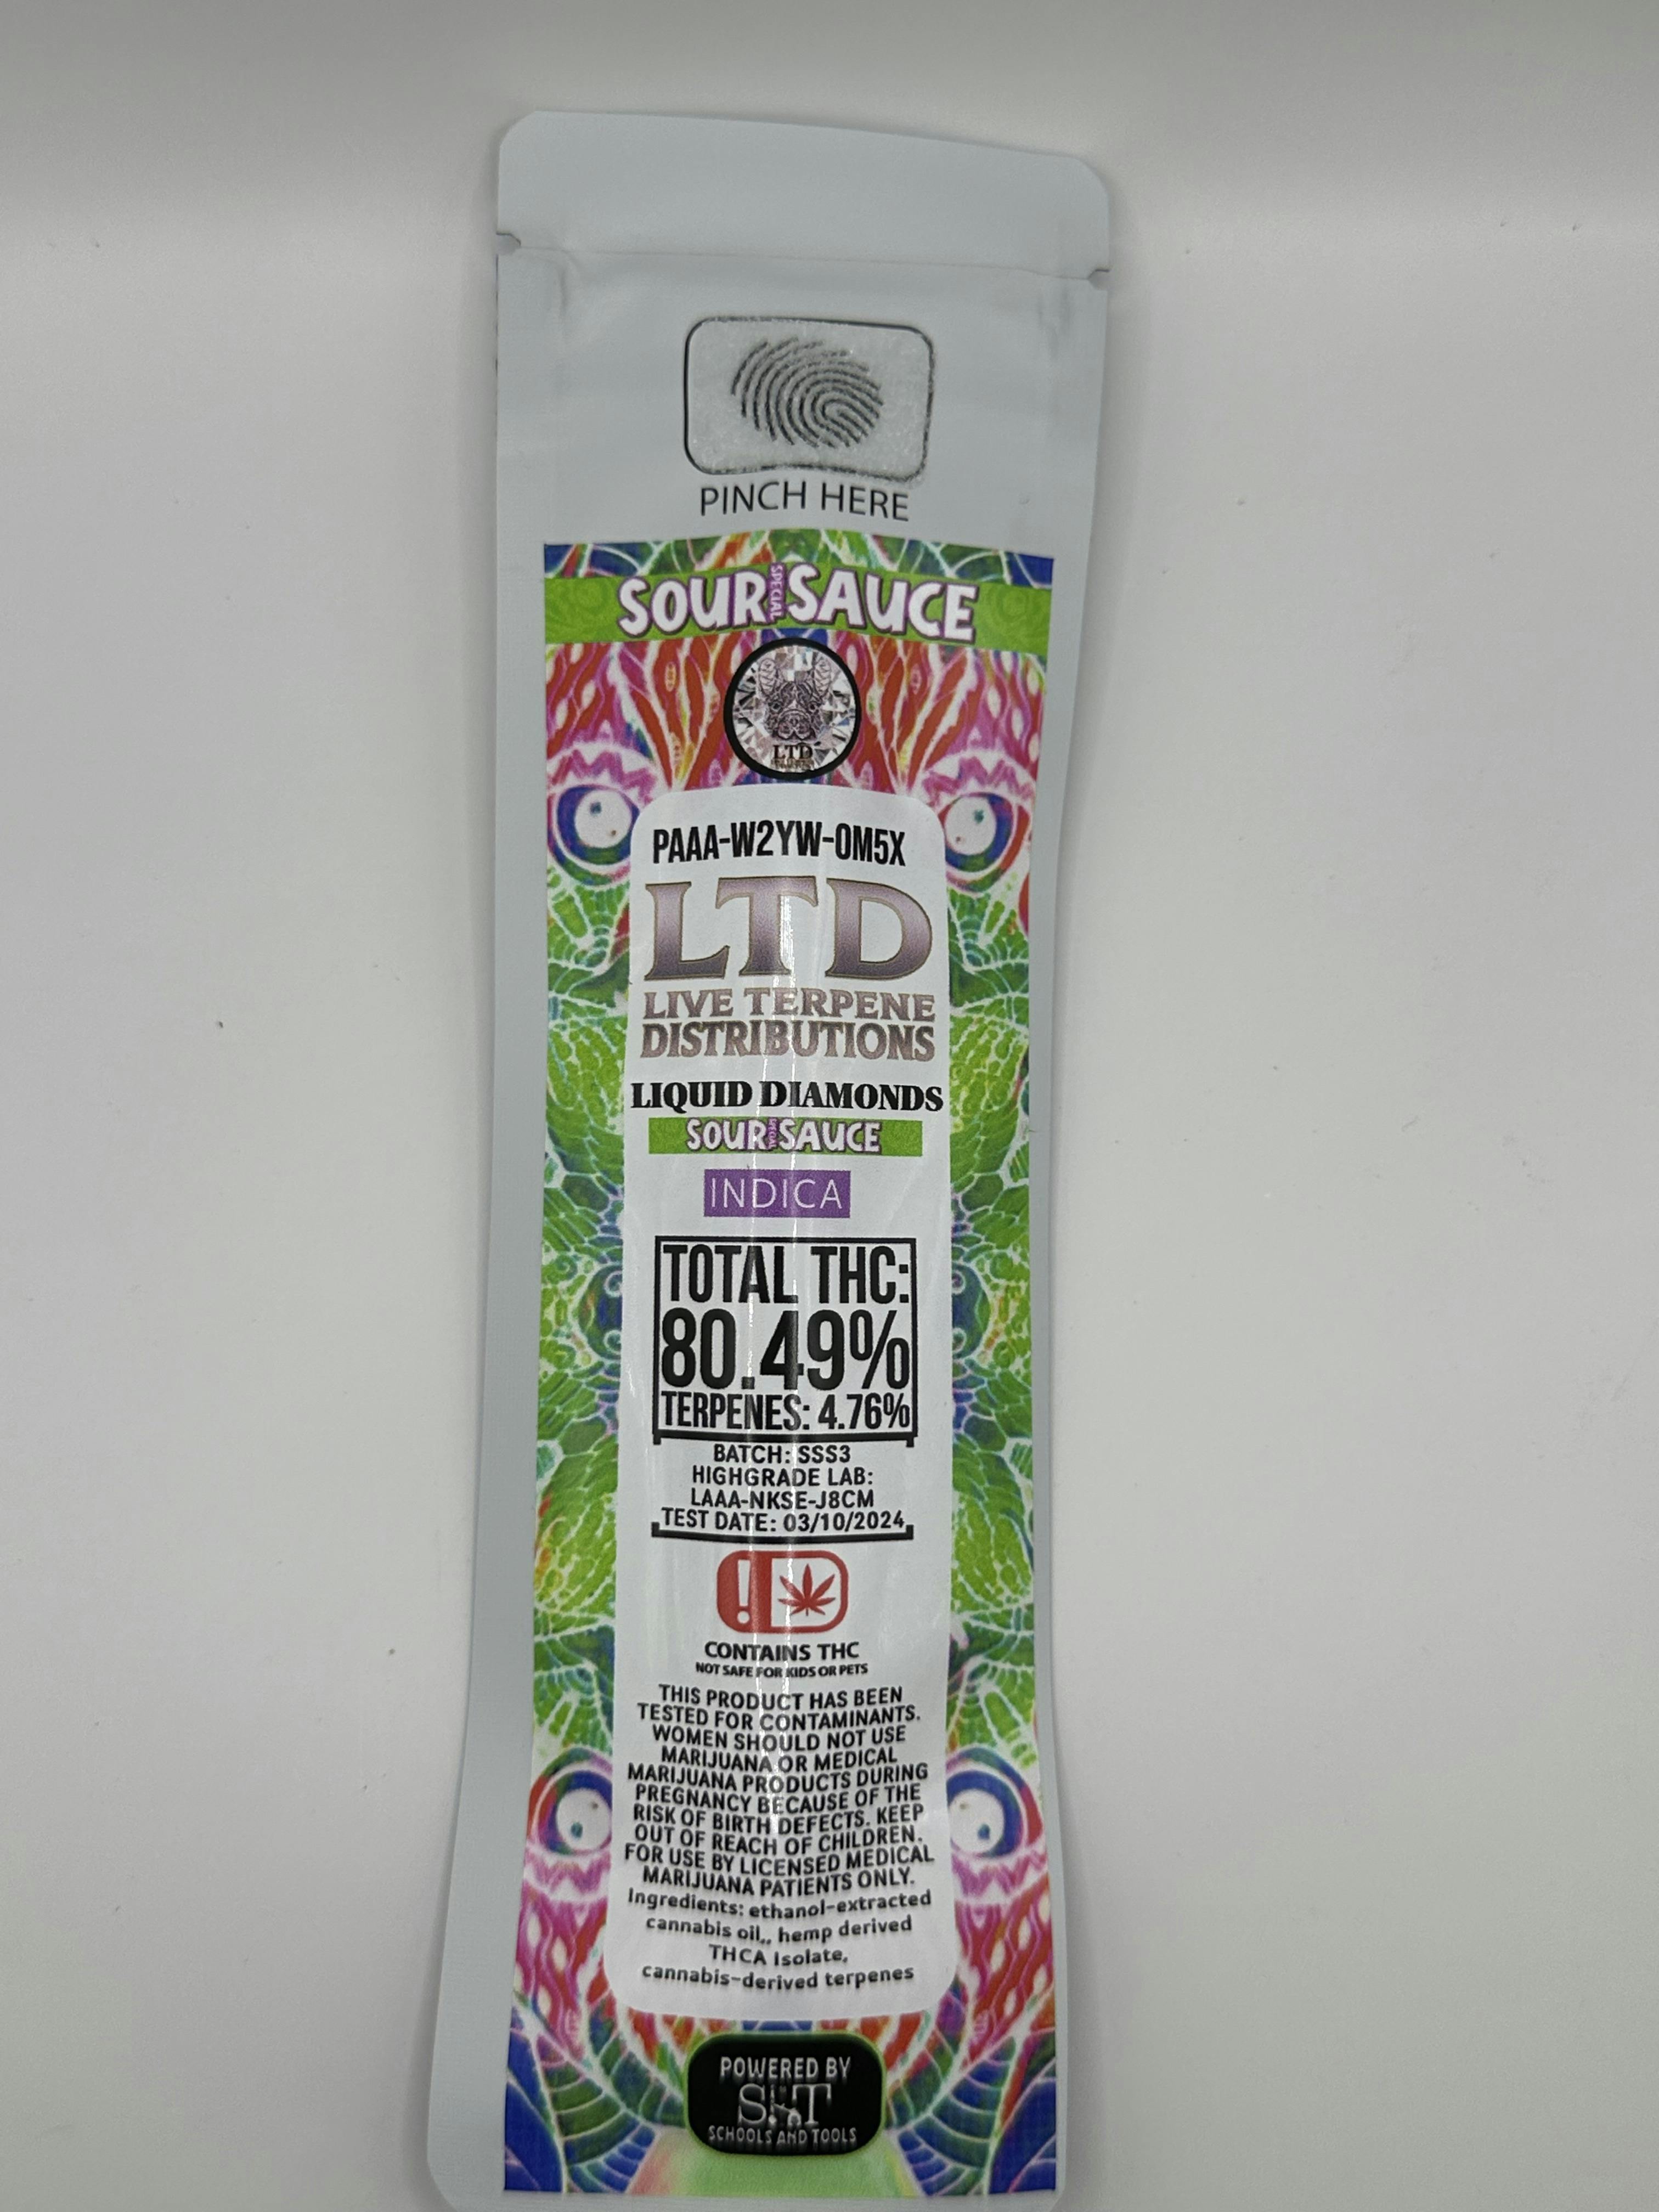 PINCH HERE
SOUR SPECIAL SAUCE
LTD
PAAA-W2YW-0M5X
LTD
LIVE TERPENE
DISTRIBUTIONS
LIQUID DIAMONDS
SOUR SPECIAL SAUCE
INDICA
TOTAL THC:
80.49%
TERPENES: 4.76%
BATCH: SSS3
HIGHGRADE LAB:
LAAA-NKSE-J8CM
TEST DATE: 03/10/2024
!
CONTAINS THC
NOT SAFE FOR KIDS OR PETS
THIS PRODUCT HAS BEEN
TESTED FOR CONTAMINANTS.
WOMEN SHOULD NOT USE
MARIJUANA OR MEDICAL
MARIJUANA PRODUCTS DURING
PREGNANCY BECAUSE OF THE
RISK OF BIRTH DEFECTS. KEEP
OUT OF REACH OF CHILDREN.
FOR USE BY LICENSED MEDICAL
MARIJUANA PATIENTS ONLY.
Ingredients: ethanol-extracted
cannabis oil,, hemp derived
THCA Isolate,
cannabis-derived terpenes
POWERED BY
SCHOOLS AND TOOLS